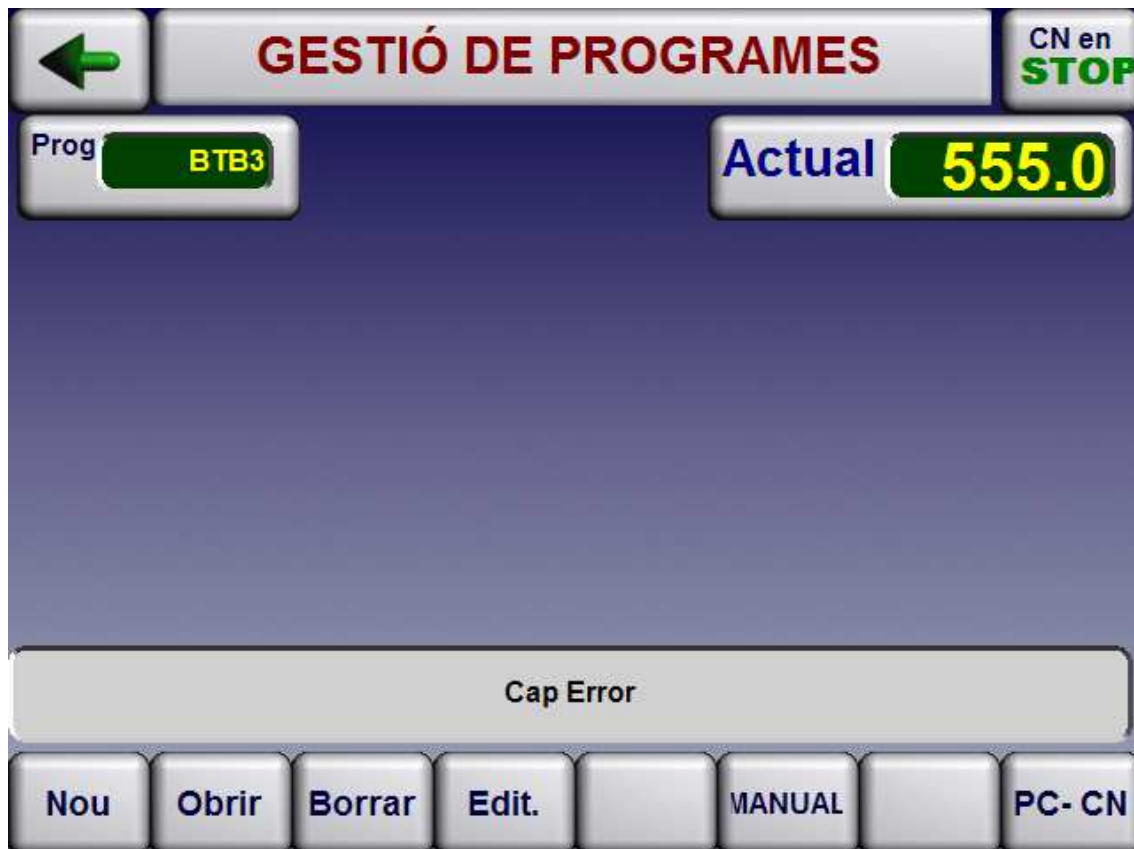 GESTIÓ DE PROGRAMES
CN en
STOP
Prog BTB3
Actual 555.0
Cap Error
Nou Obrir Borrar Edit. MANUAL PC- CN